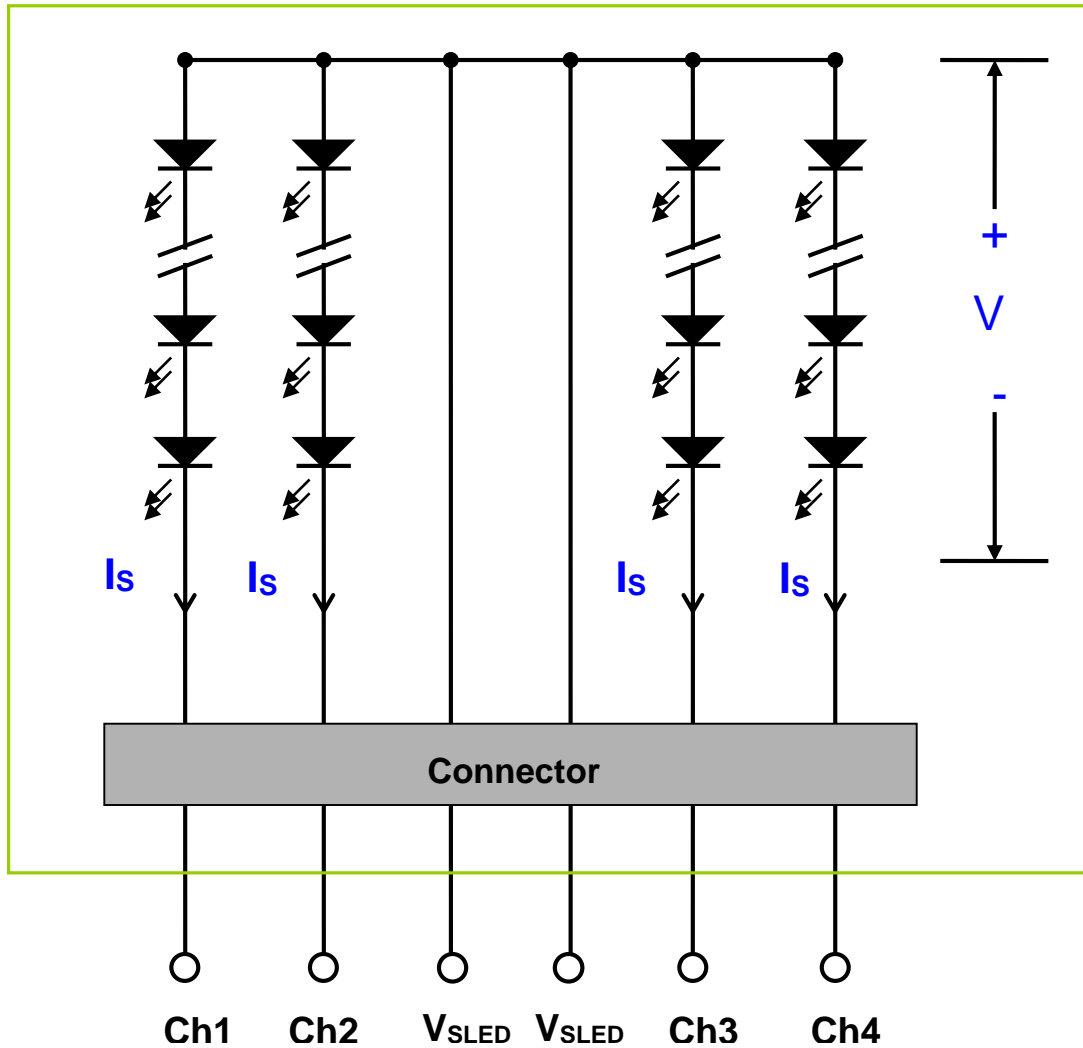 +
V
-
IS IS IS IS
Connector
Ch1 Ch2 VSLED VSLED Ch3 Ch4